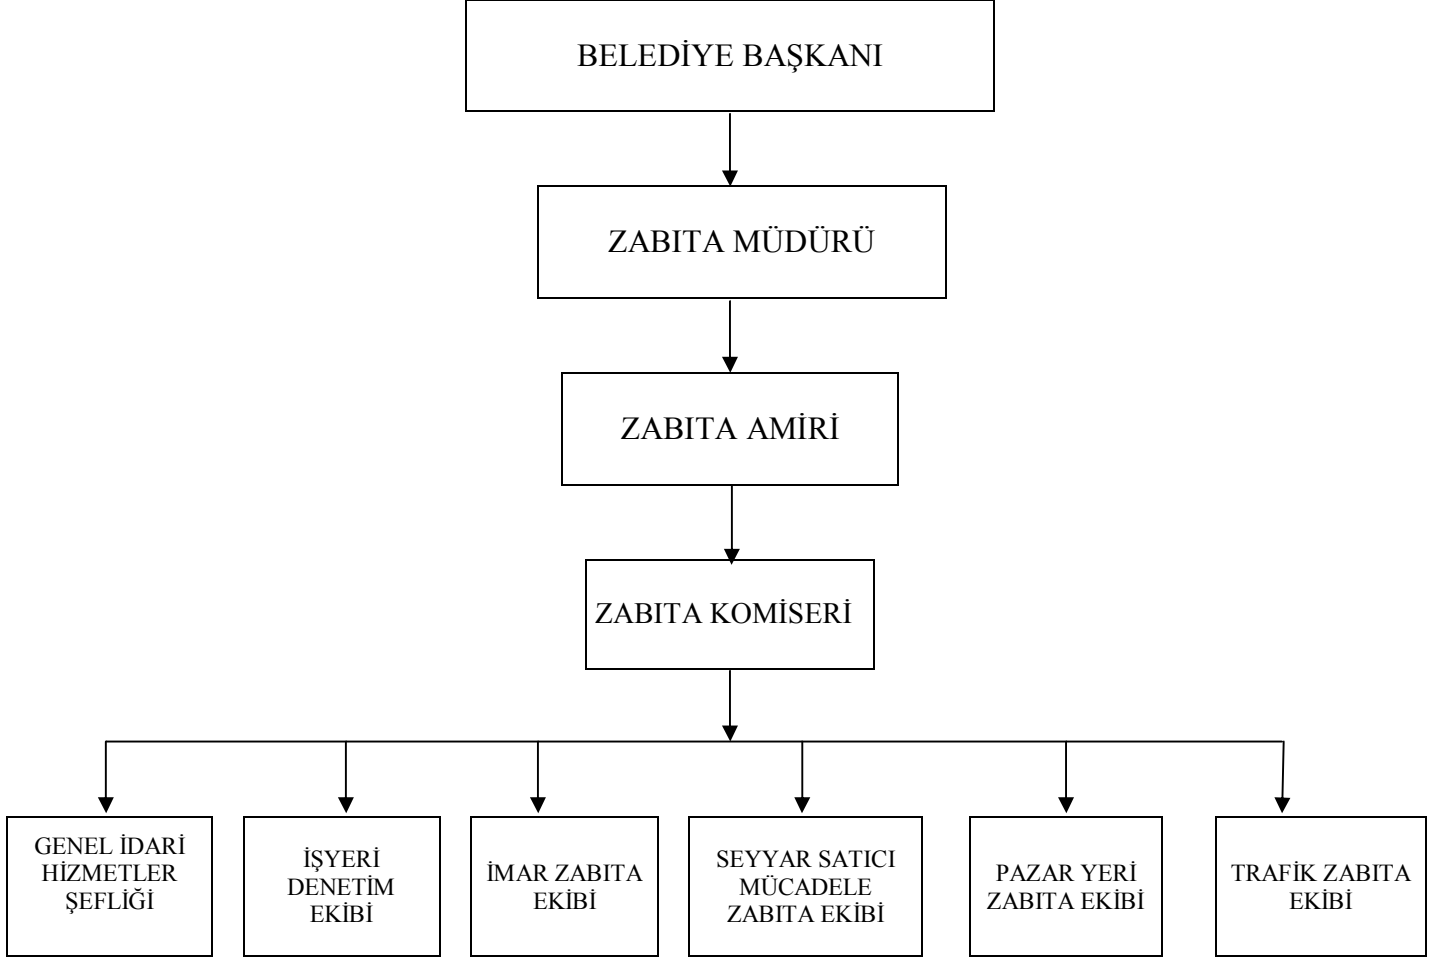 BELEDİYE BAŞKANI
ZABITA MÜDÜRÜ
ZABITA AMİRİ
ZABITA KOMİSERİ
GENEL İDARİ
HİZMETLER
ŞEFLİĞİ
İŞYERİ
DENETİM
EKİBİ
İMAR ZABITA
EKİBİ
SEYYAR SATICI
MÜCADELE
ZABITA EKİBİ
PAZAR YERİ
ZABITA EKİBİ
TRAFİK ZABITA
EKİBİ